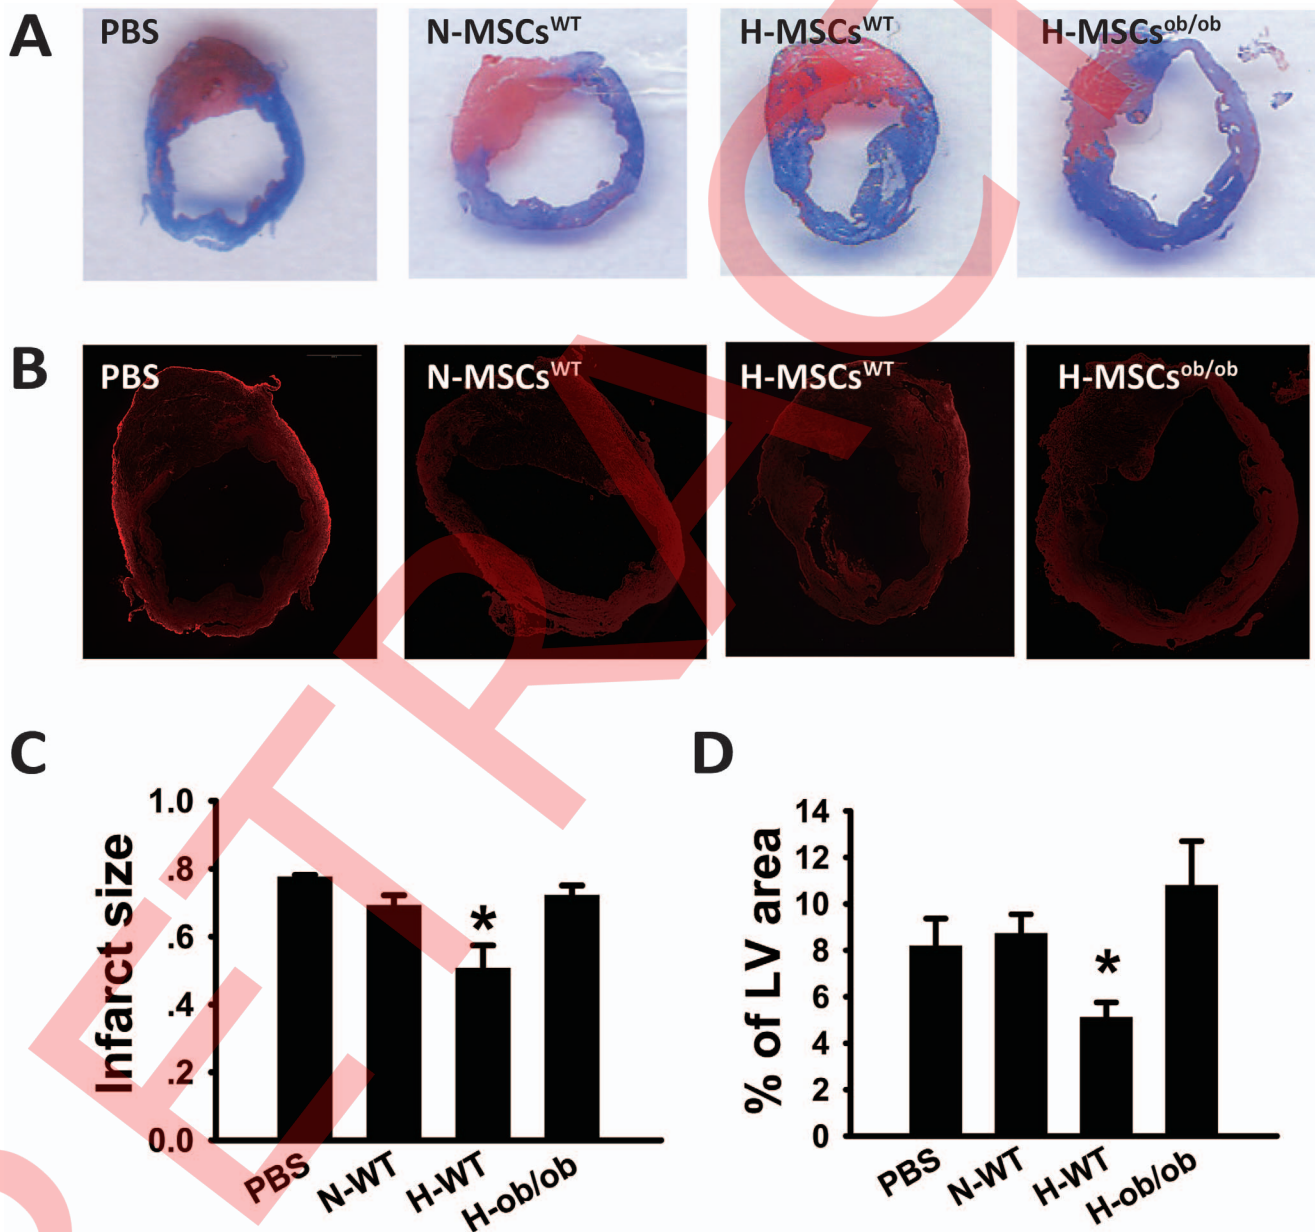 A
PBS
N-MSCsWT
H-MSCsWT
H-MSCsob/ob
B
PBS
N-MSCsWT
H-MSCsWT
H-MSCsob/ob
C
Infarct size
1.0
.8
.6
.4
.2
0.0
*
PBS
N-WT
H-WT
H-ob/ob
D
% of LV area
14
12
10
8
6
4
2
0
*
PBS
N-WT
H-WT
H-ob/ob
RETRACT